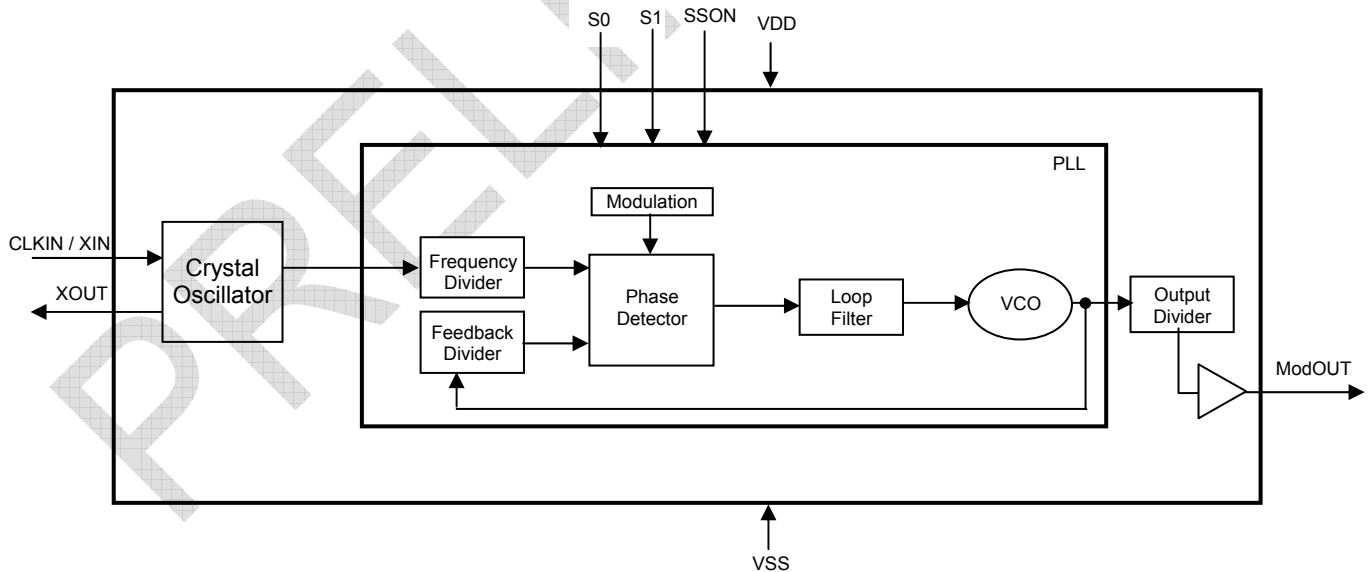 S0
S1
SSON
VDD
PLL
Modulation
CLKIN / XIN
XOUT
Crystal
Oscillator
Frequency
Divider
Feedback
Divider
Phase
Detector
Loop
Filter
VCO
Output
Divider
ModOUT
VSS